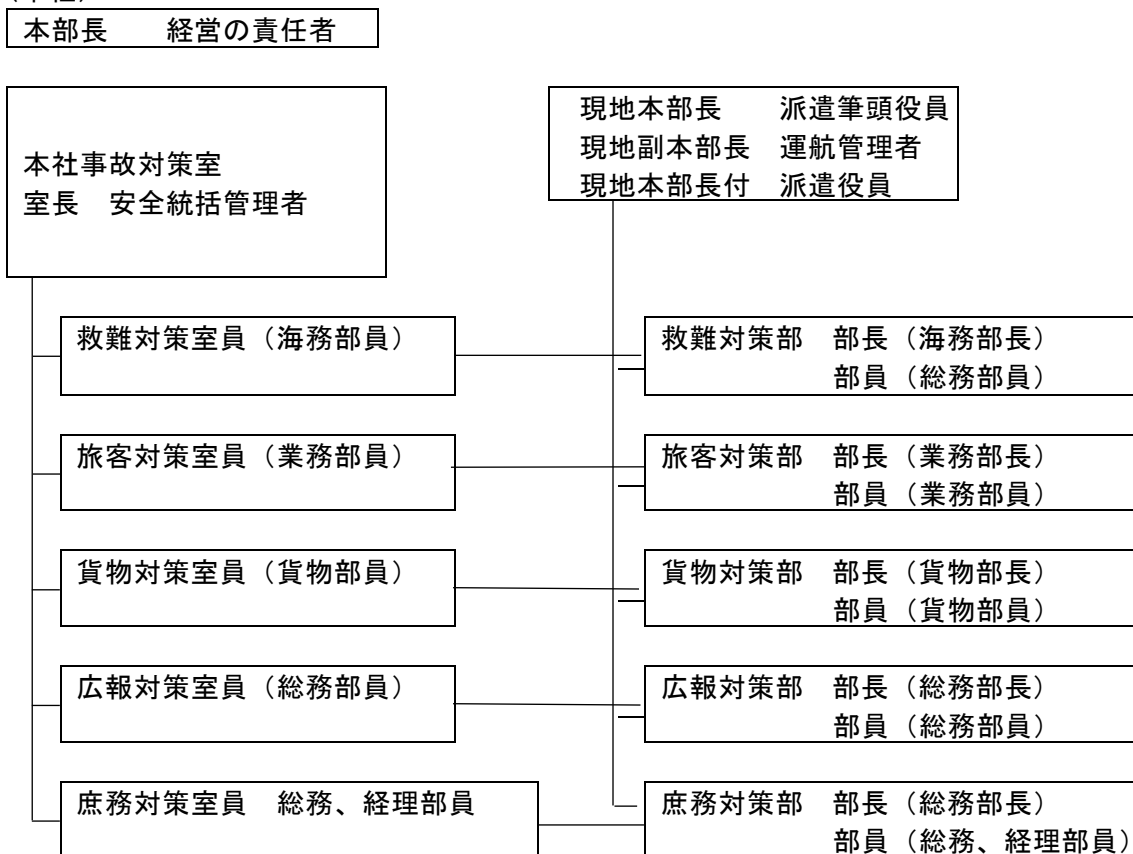 本部長　　経営の責任者
本社事故対策室
室長　安全統括管理者
現地本部長　　派遣筆頭役員
現地副本部長　運航管理者
現地本部長付　派遣役員
救難対策室員（海務部員）
救難対策部　部長（海務部長）
部員（総務部員）
旅客対策室員（業務部員）
旅客対策部　部長（業務部長）
部員（業務部員）
貨物対策室員（貨物部員）
貨物対策部　部長（貨物部長）
部員（貨物部員）
広報対策室員（総務部員）
広報対策部　部長（総務部長）
部員（総務部員）
庶務対策室員　総務、経理部員
庶務対策部　部長（総務部長）
部員（総務、経理部員）